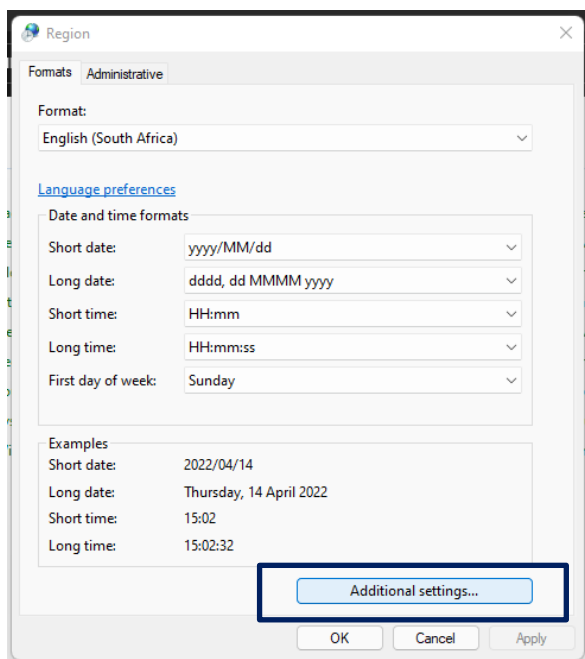 Region
Formats Administrative
Format:
English (South Africa)
Language preferences
Date and time formats
Short date: yyyy/MM/dd
Long date: dddd, dd MMMM yyyy
Short time: HH:mm
Long time: HH:mm:ss
First day of week: Sunday
Examples
Short date: 2022/04/14
Long date: Thursday, 14 April 2022
Short time: 15:02
Long time: 15:02:32
Additional settings...
OK Cancel Apply